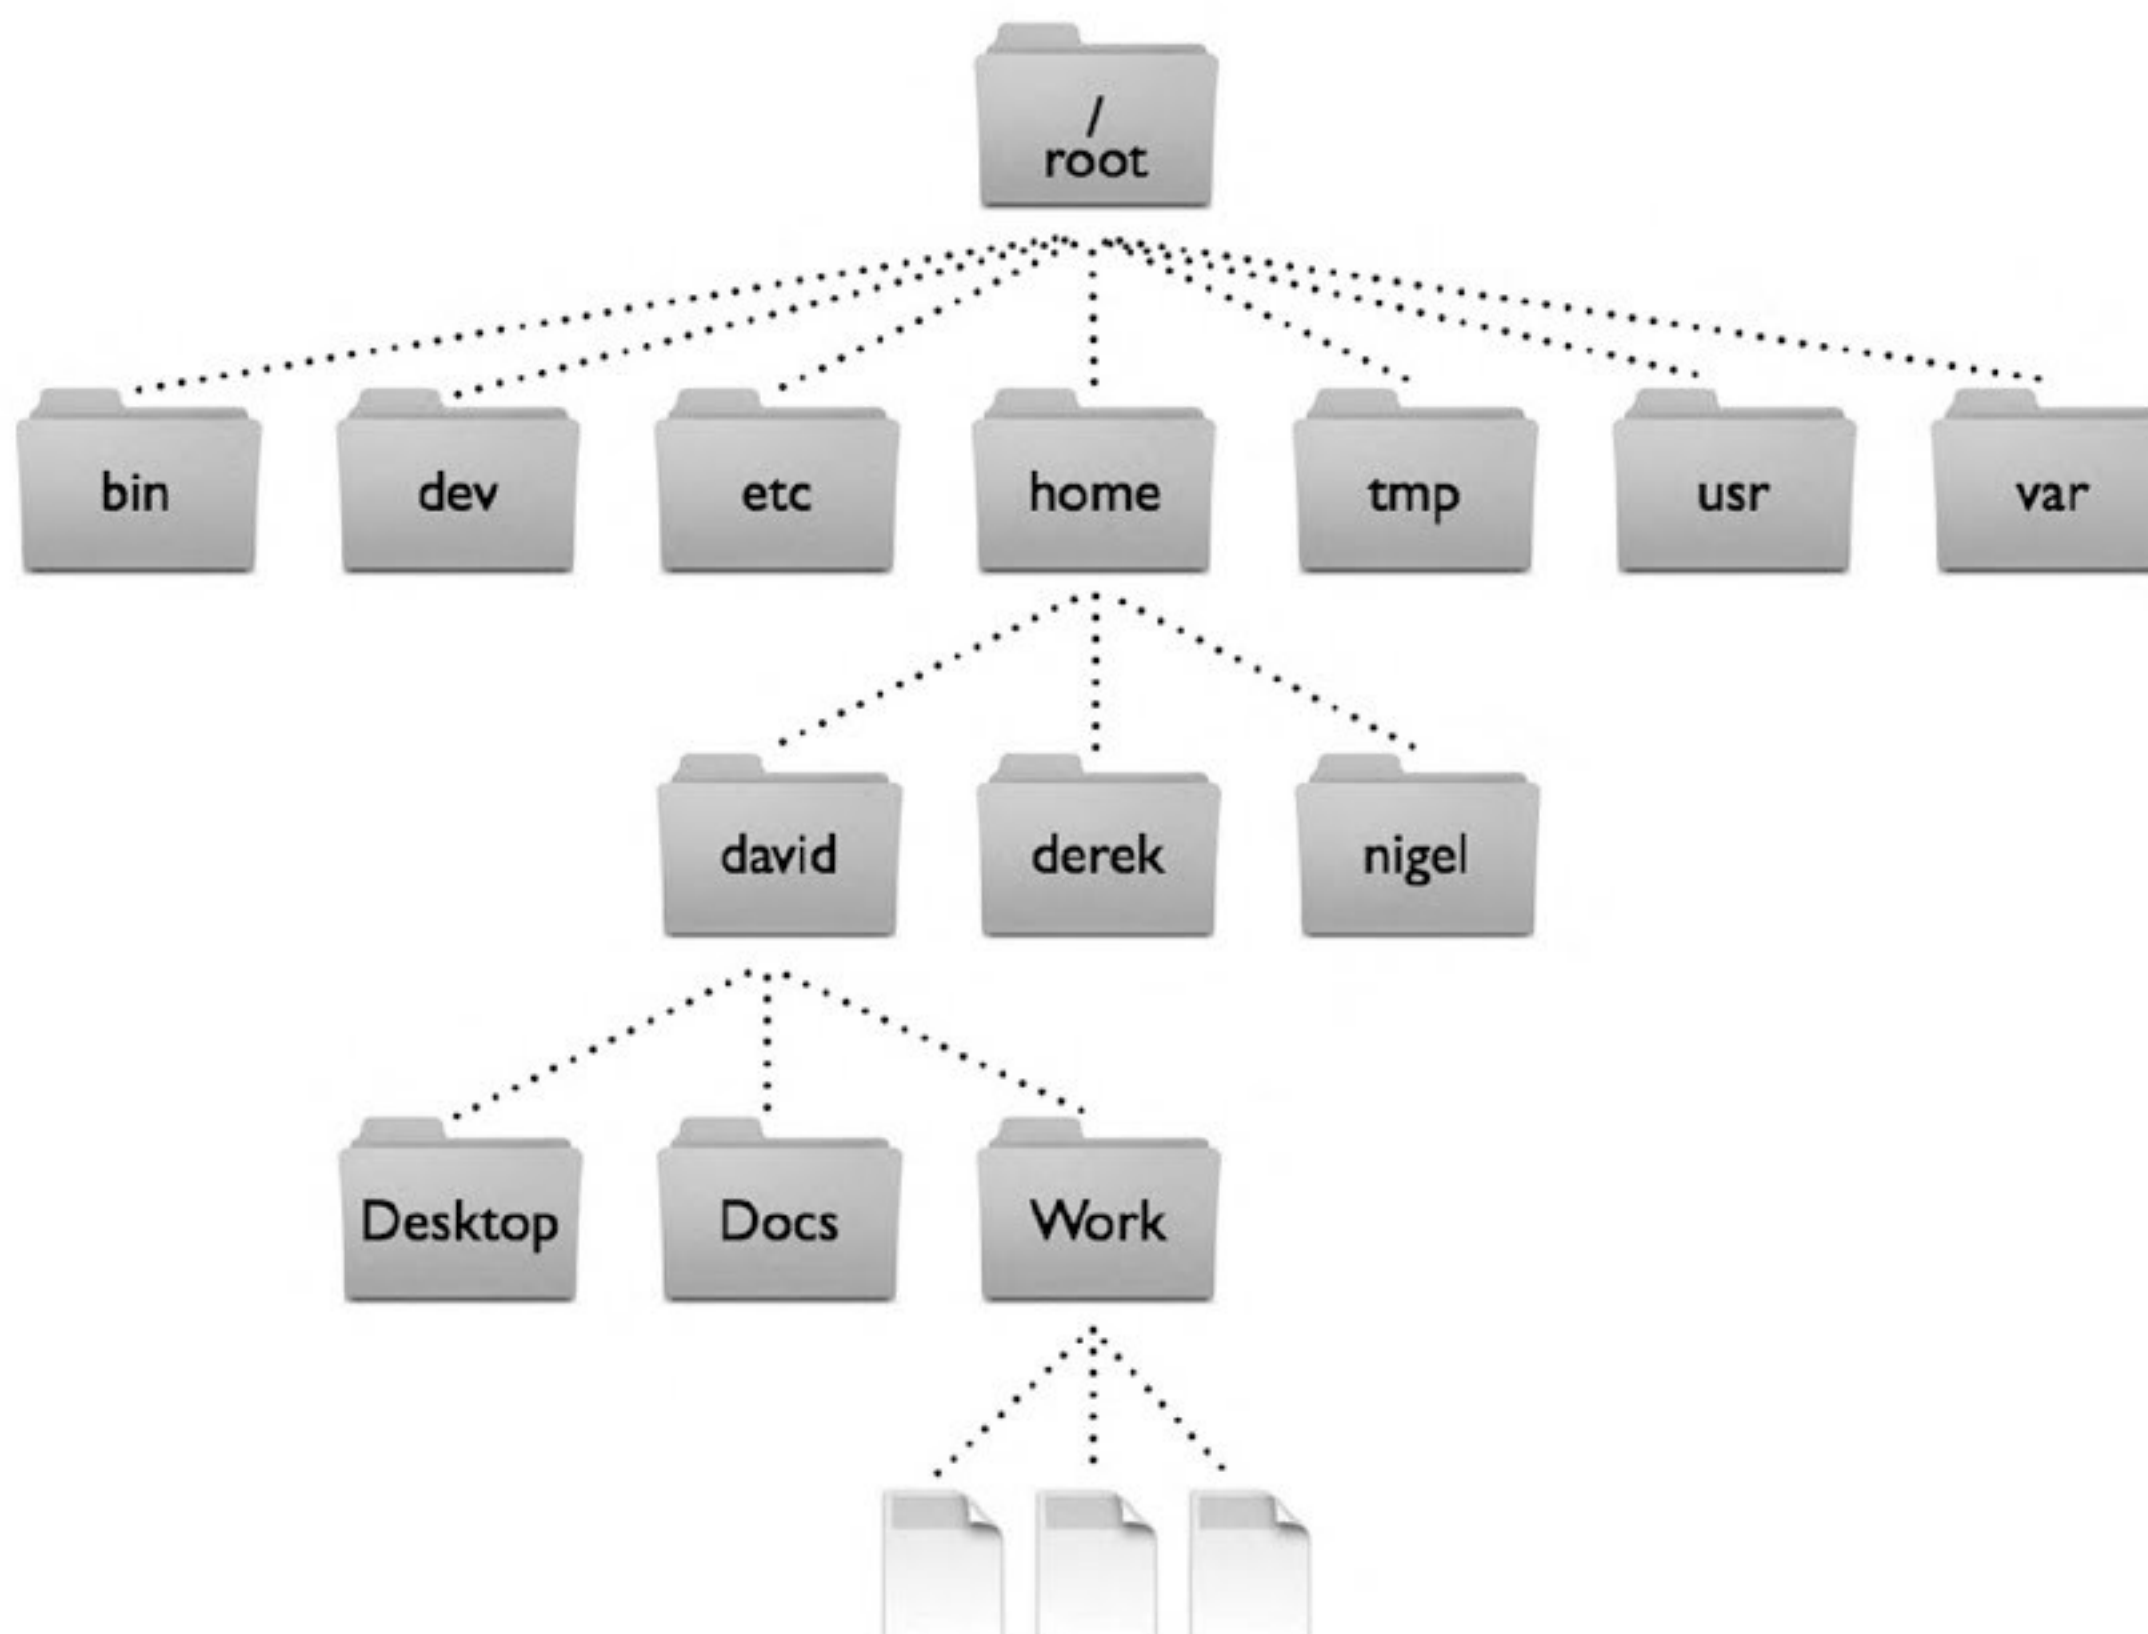 /
root
bin
dev
etc
home
tmp
usr
var
david
derek
nigel
Desktop
Docs
Work